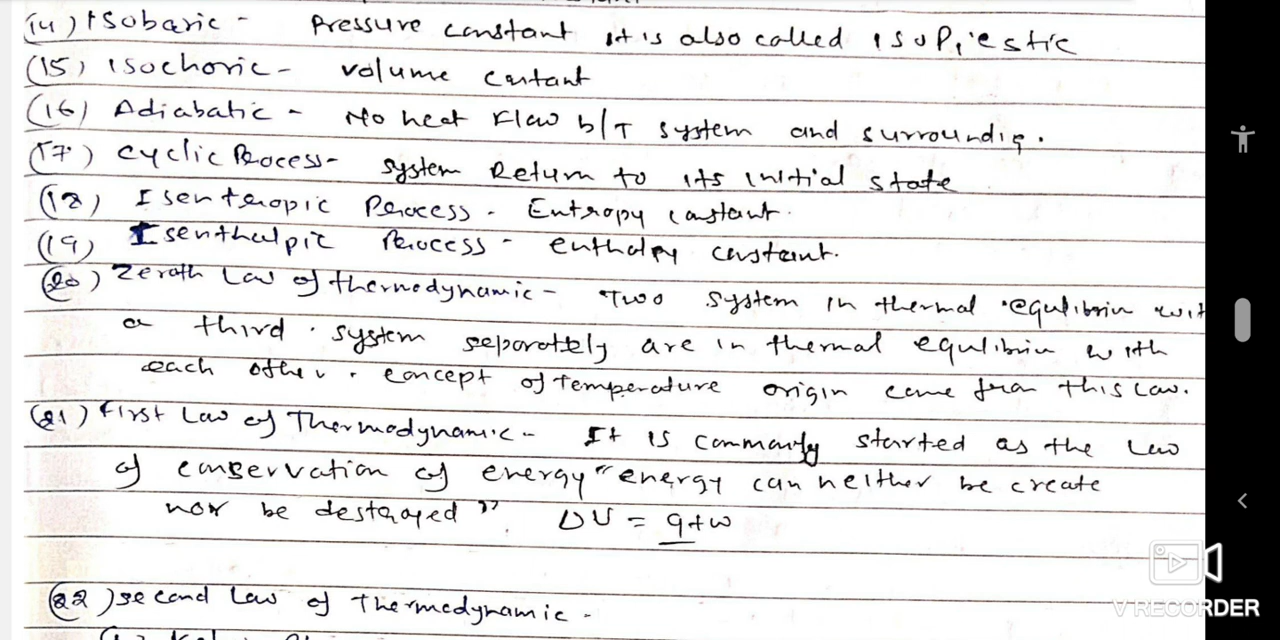 (14) Isobaric - Pressure constant it is also called isopiestic
(15) Isochoric - volume constant
(16) Adiabatic - No heat Flow b/T system and surroundig.
(17) Cyclic Process - system Return to its initial state
(18) Isentropic Process - Entropy constant.
(19) Isenthalpic Process - enthalpy constant.
(20) Zeroth Law of thermodynamic - Two system in thermal equlibrium wit
a third system seperately are in thermal equlibrium with
each other. concept of temperature origin came from this law.
(21) First Law of Thermodynamic - It is commonly started as the law
of conservation of energy "energy can neither be create
nor be destroyed" ΔU = q+w
(22) second Law of Thermodynamic -
V RECORDER